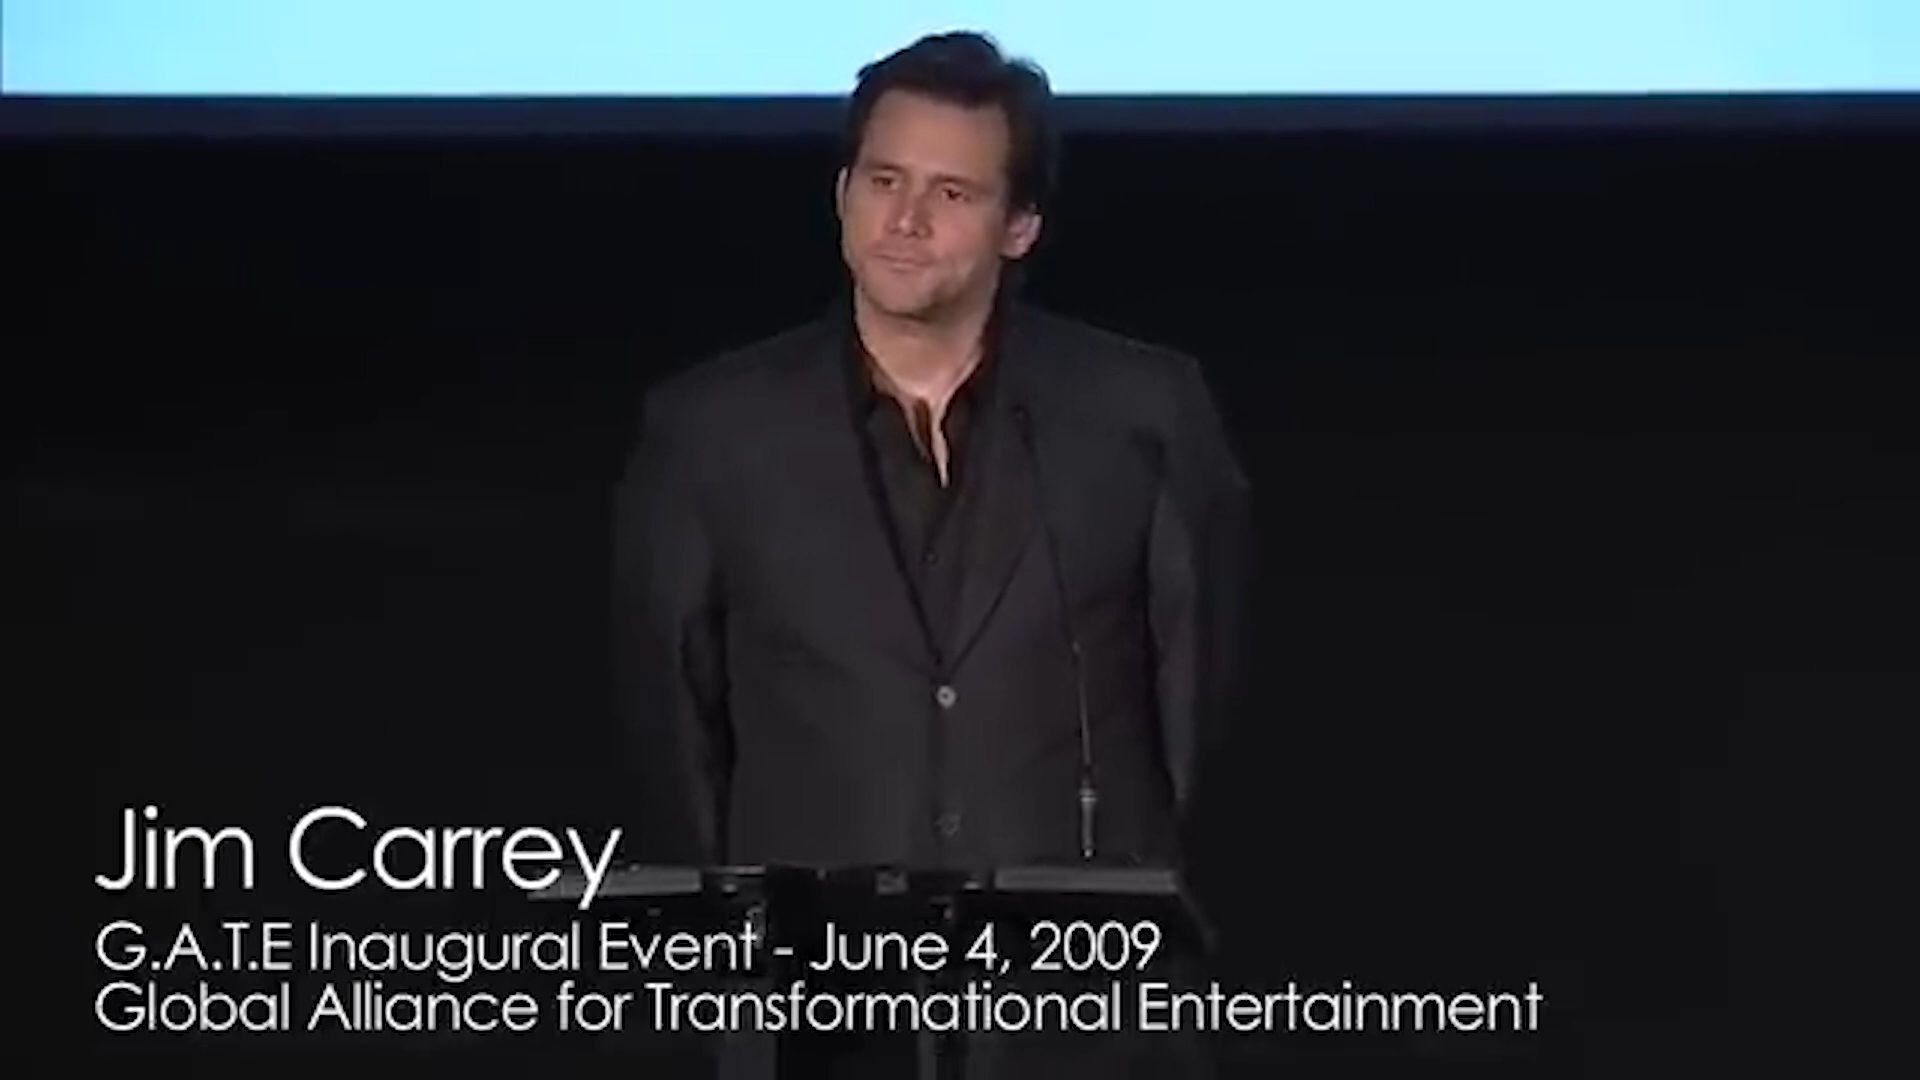 Jim Carrey
G.A.T.E Inaugural Event - June 4, 2009
Global Alliance for Transformational Entertainment